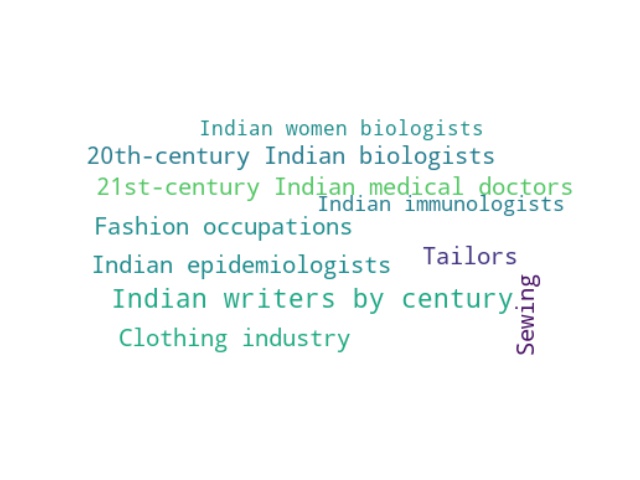 Indian women biologists
20th-century Indian biologists
21st-century Indian medical doctors
Indian immunologists
Fashion occupations
Tailors
Indian epidemiologists
Indian writers by century
Sewing
Clothing industry